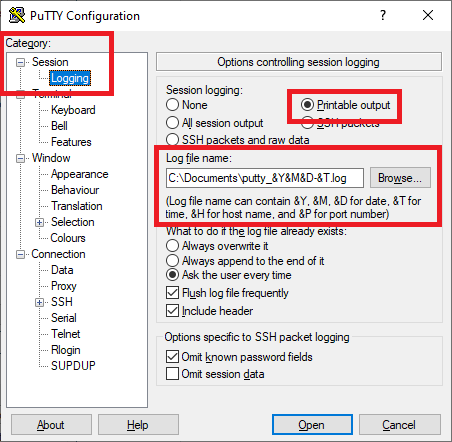 PuTTY Configuration
Category:
Session
Logging
Terminal
Keyboard
Bell
Features
Window
Appearance
Behaviour
Translation
Selection
Colours
Connection
Data
Proxy
SSH
Serial
Telnet
Rlogin
SUPDUP
Options controlling session logging
Session logging:
None
Printable output
All session output
SSH packets
SSH packets and raw data
Log file name:
C:\Documents\putty_&Y&M&D-&T.log
Browse...
(Log file name can contain &Y, &M, &D for date, &T for
time, &H for host name, and &P for port number)
What to do if the log file already exists:
Always overwrite it
Always append to the end of it
Ask the user every time
Flush log file frequently
Include header
Options specific to SSH packet logging
Omit known password fields
Omit session data
About
Help
Open
Cancel